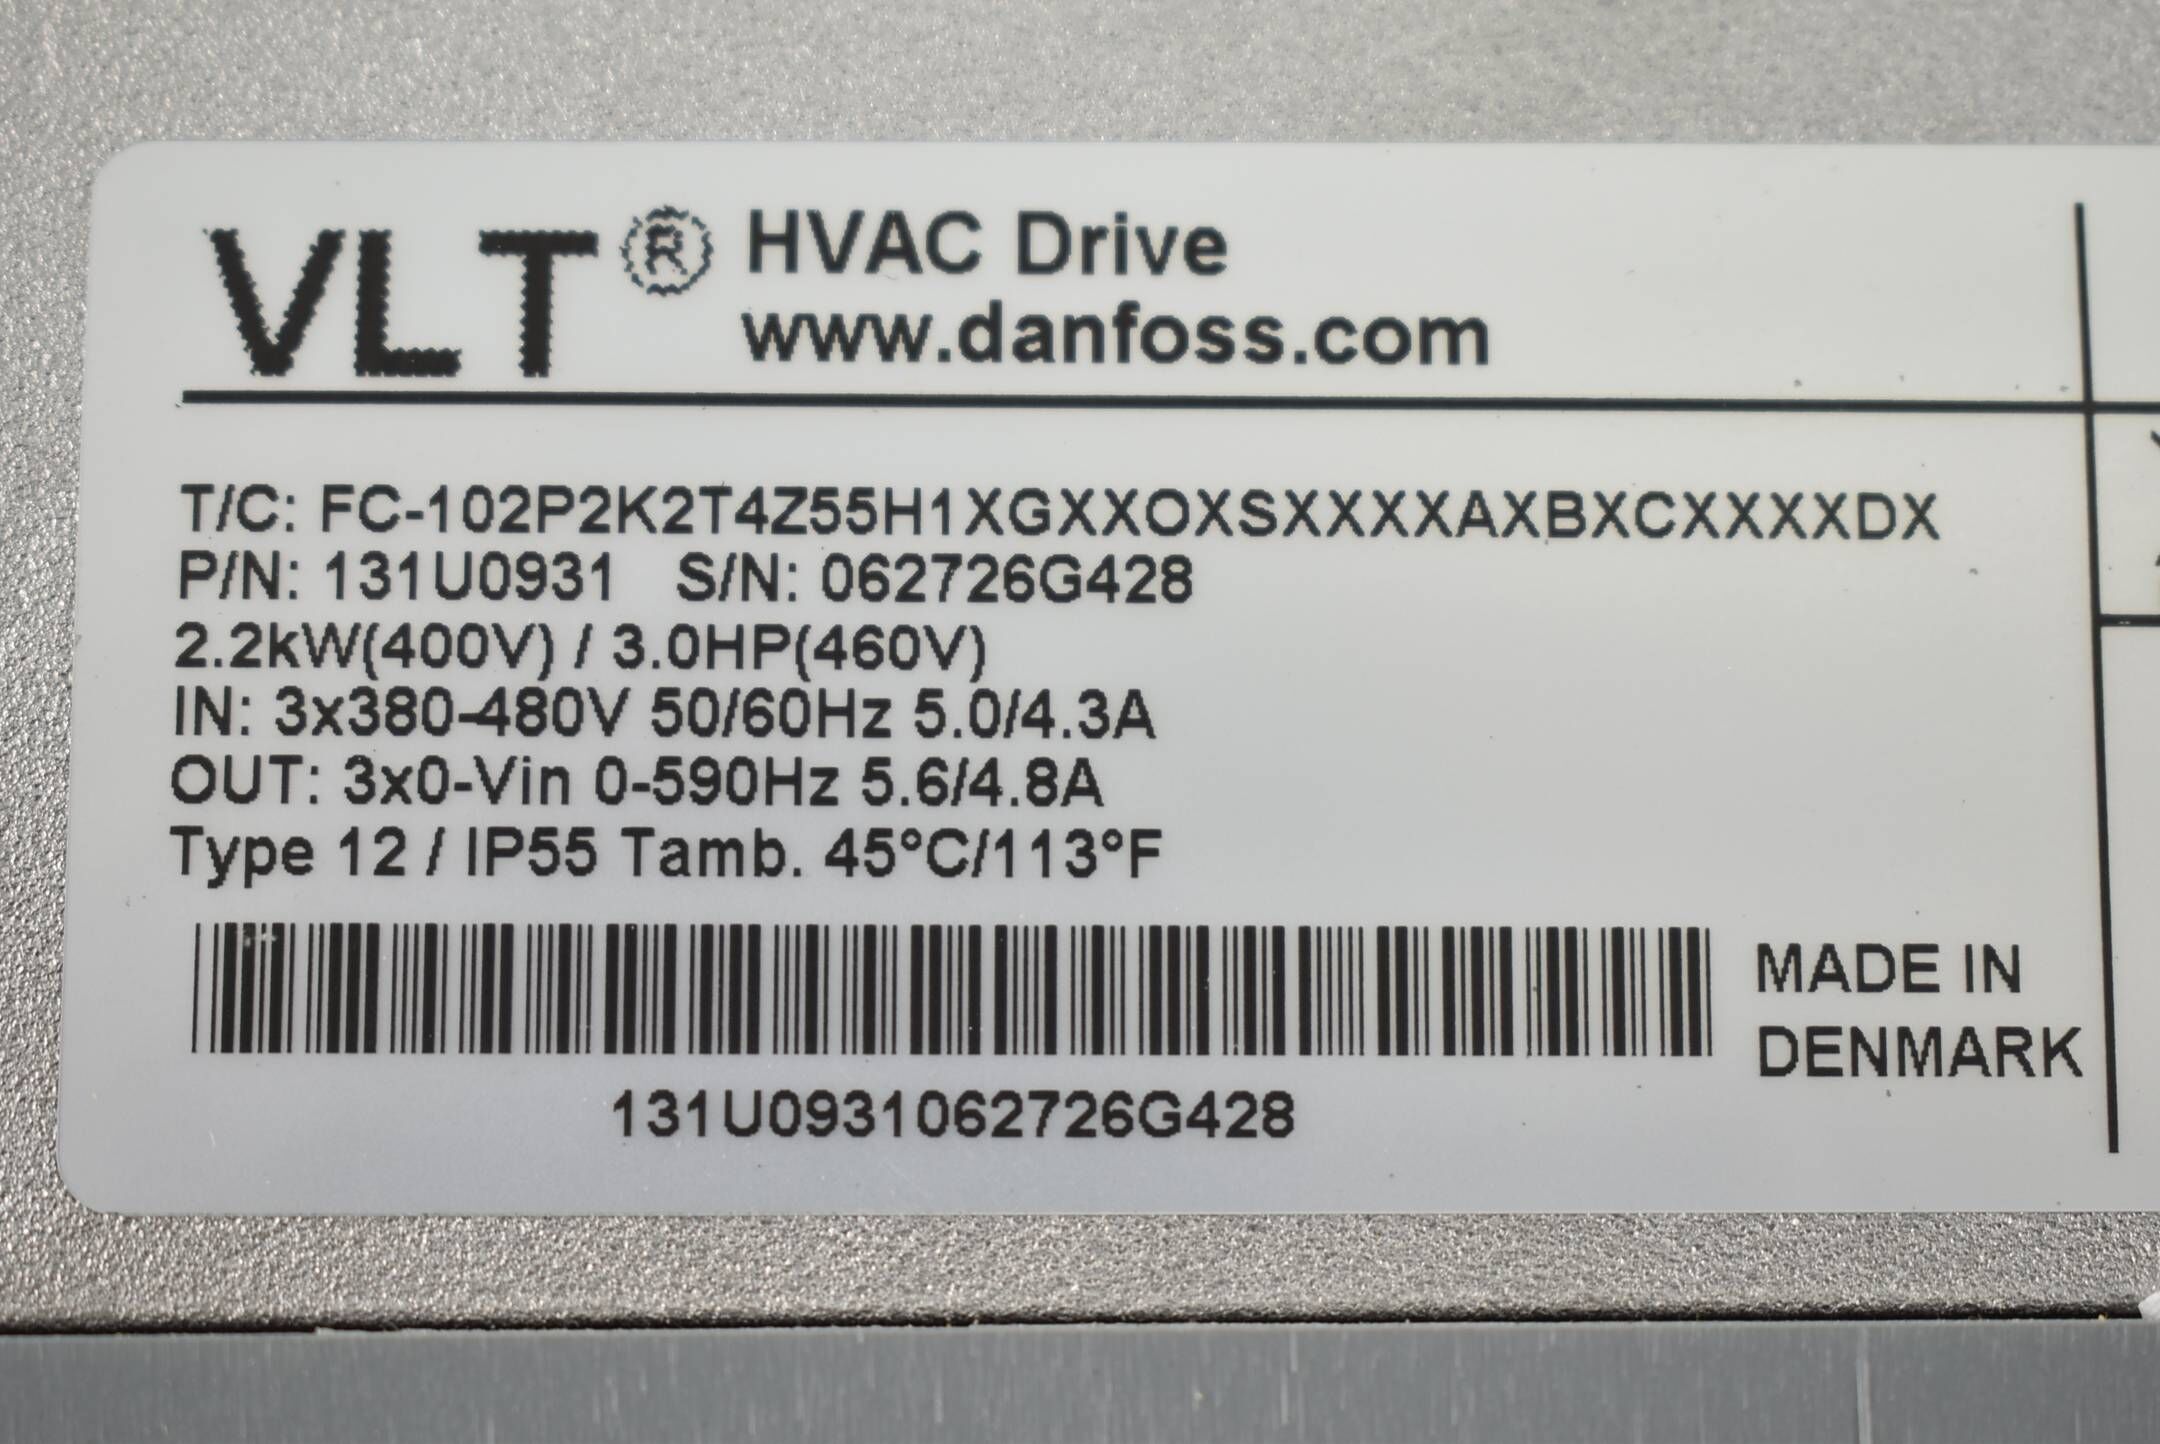 VLT® HVAC Drive
www.danfoss.com
T/C: FC-102P2K2T4Z55H1XGXXOXSXXXXAXBXCXXXXDX
P/N: 131U0931 S/N: 062726G428
2.2kW(400V) / 3.0HP(460V)
IN: 3x380-480V 50/60Hz 5.0/4.3A
OUT: 3x0-Vin 0-590Hz 5.6/4.8A
Type 12 / IP55 Tamb. 45°C/113°F
MADE IN
DENMARK
131U0931062726G428